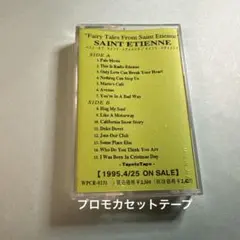 "Fairy Tales From Saint Etienne
SAINT ETIENNE
SIDE A
1. Pale Movie
2. This Is Radio Etienne
3. Only Love Can Break Your Heart
4. Nothing Can Stop Us
5. Mario's Cafe
6. Avenue
7. You're In A Bad Way
SIDE B
8. Hug My Soul
9. Like A Motorway
10. California Snow Story
11. Duke Duvet
12. Join Our Club
13. Some Place Else
14. Who Do You Think You Are
15. I Was Born In Christmas Day
【1995.4/25 ON SALE】
プロモカセットテープ